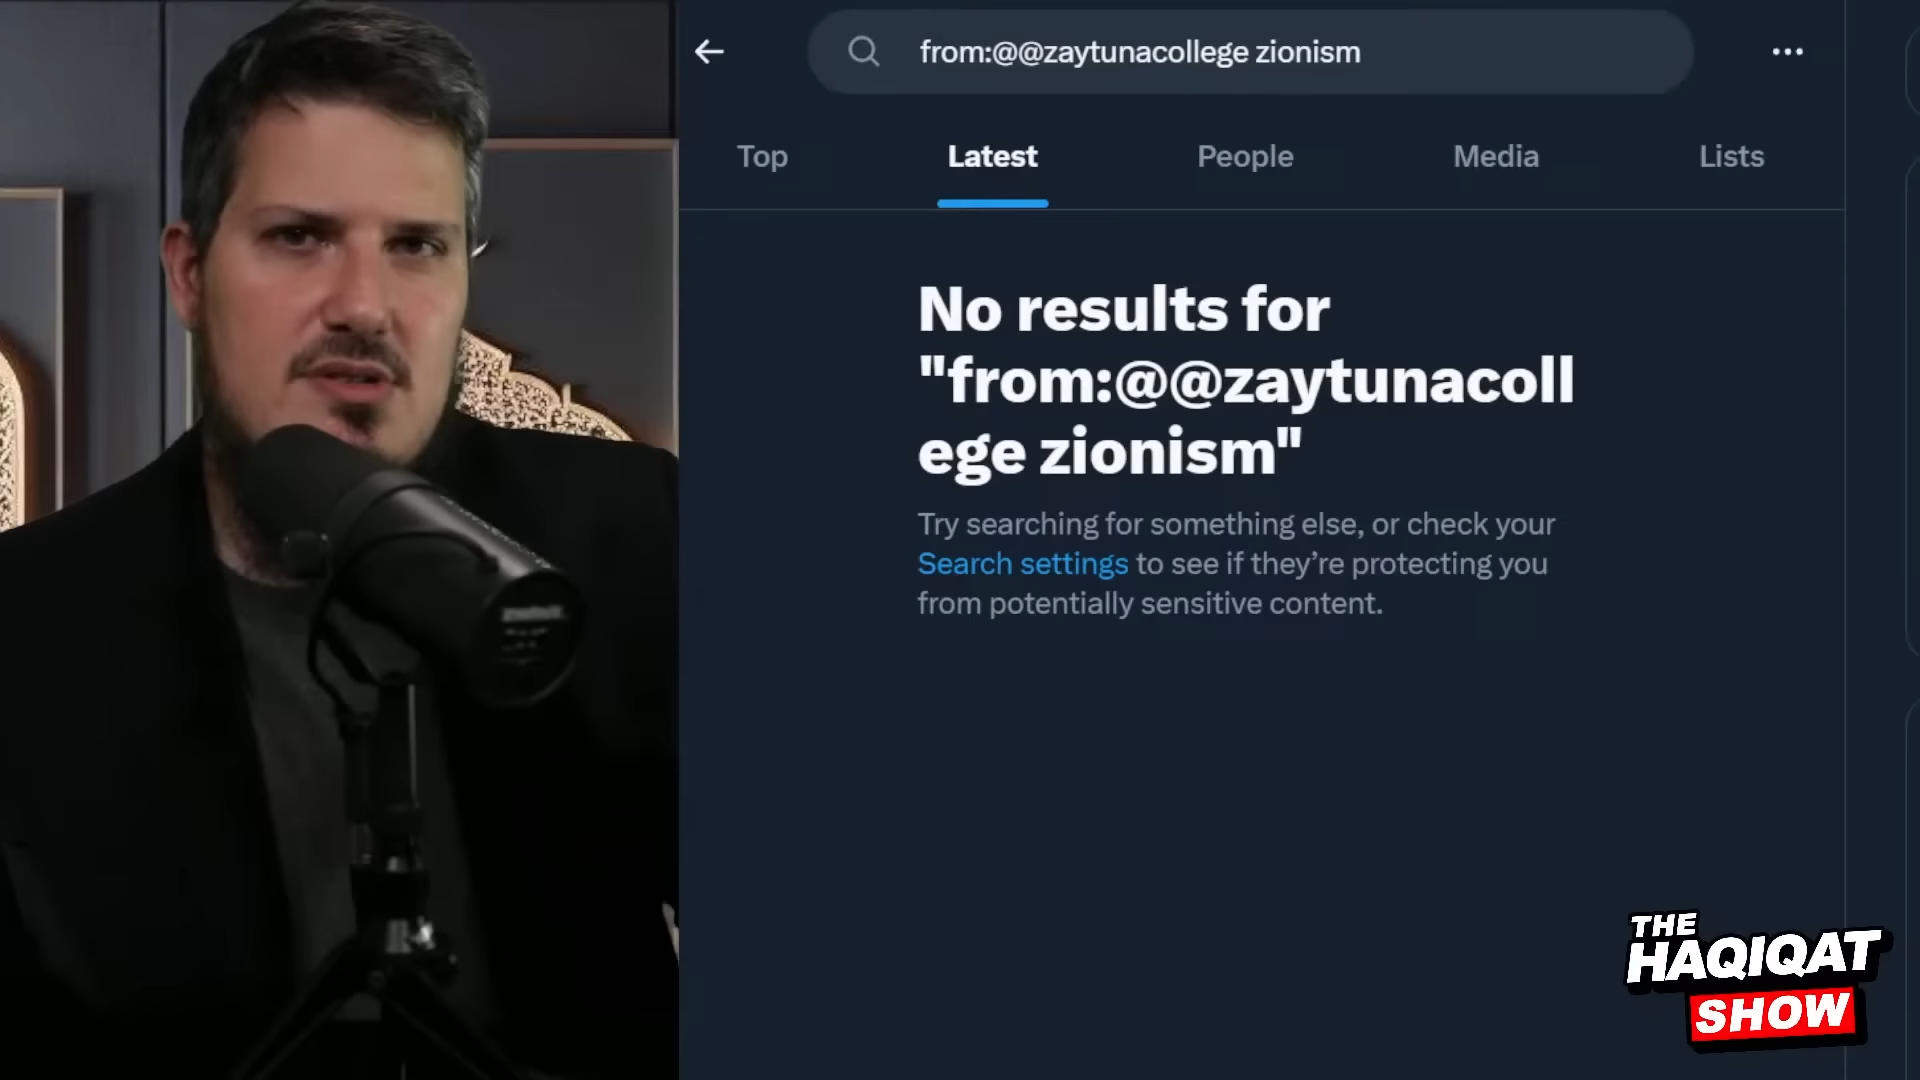 from:@@zaytunacollege zionism
Top Latest People Media Lists
No results for
"from:@@zaytunacoll
ege zionism"
Try searching for something else, or check your
Search settings to see if they’re protecting you
from potentially sensitive content.
THE
HAQIQAT
SHOW